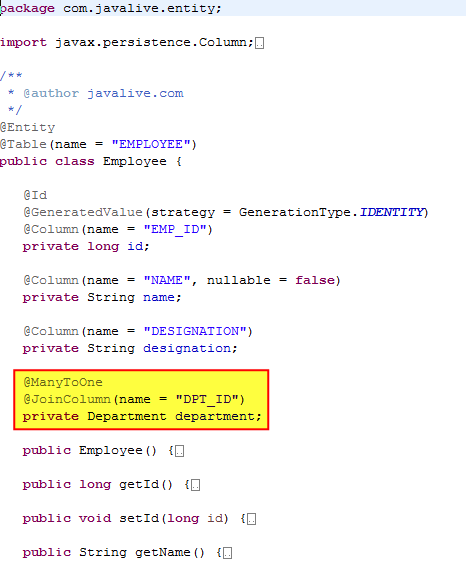 package com.javalive.entity;
import javax.persistence.Column;
/**
 * @author javalive.com
 */
@Entity
@Table(name = "EMPLOYEE")
public class Employee {
@Id
@GeneratedValue(strategy = GenerationType.IDENTITY)
@Column(name = "EMP_ID")
private long id;
@Column(name = "NAME", nullable = false)
private String name;
@Column(name = "DESIGNATION")
private String designation;
@ManyToOne
@JoinColumn(name = "DPT_ID")
private Department department;
public Employee() {
public long getId() {
public void setId(long id) {
public String getName() {